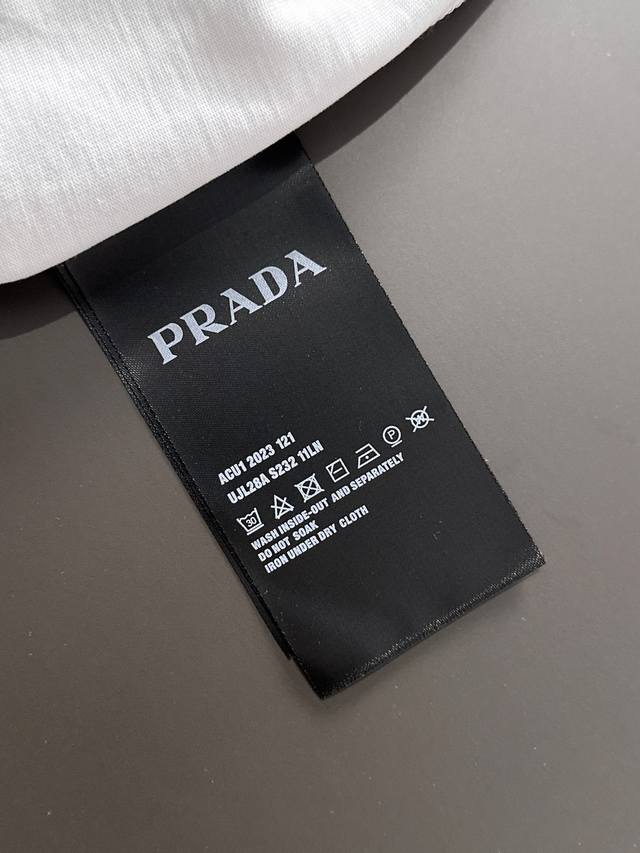 PRADA
ACU1 2023 121
UJL28A S232 11LN
30 P W
WASH INSIDE-OUT AND SEPARATELY
DO NOT SOAK
IRON UNDER DRY CLOTH